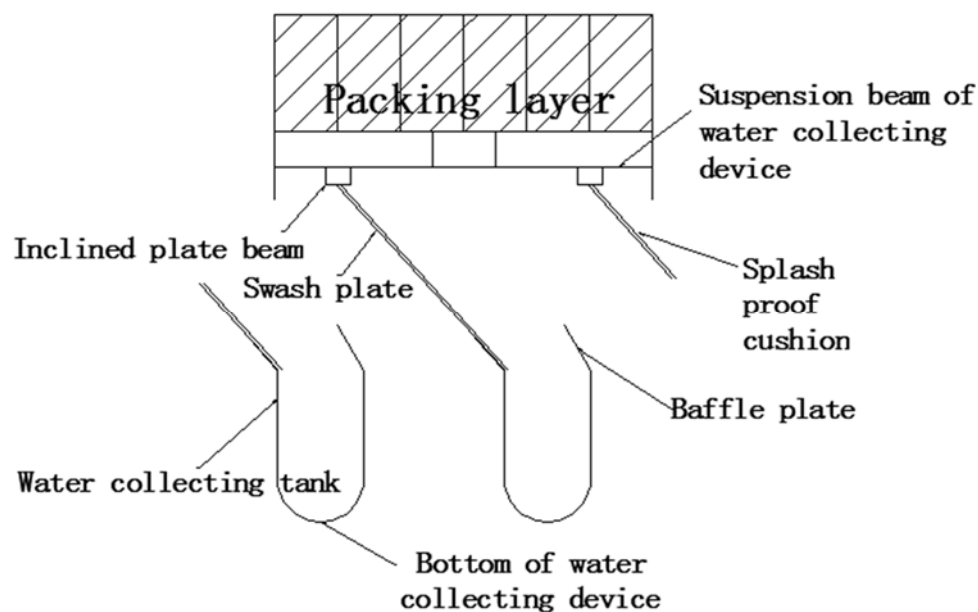 Packing layer
Suspension beam of
water collecting
device
Inclined plate beam
Swash plate
Splash
proof
cushion
Baffle plate
Water collecting tank
Bottom of water
collecting device